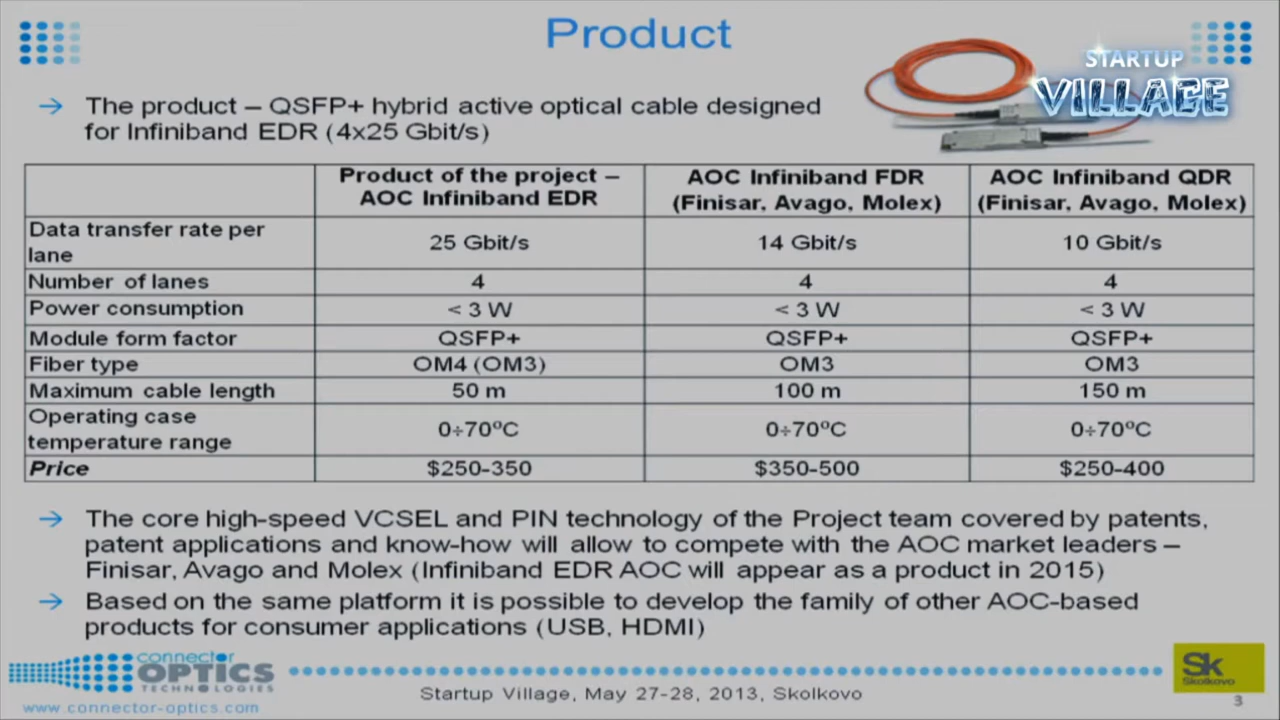 Product
STARTUP
VILLAGE
→ The product – QSFP+ hybrid active optical cable designed
for Infiniband EDR (4x25 Gbit/s)
Product of the project –
AOC Infiniband EDR
AOC Infiniband FDR
(Finisar, Avago, Molex)
AOC Infiniband QDR
(Finisar, Avago, Molex)
Data transfer rate per
lane
25 Gbit/s
14 Gbit/s
10 Gbit/s
Number of lanes
4
4
4
Power consumption
< 3 W
< 3 W
< 3 W
Module form factor
QSFP+
QSFP+
QSFP+
Fiber type
OM4 (OM3)
OM3
OM3
Maximum cable length
50 m
100 m
150 m
Operating case
temperature range
0÷70ºC
0÷70ºC
0÷70ºC
Price
$250-350
$350-500
$250-400
→ The core high-speed VCSEL and PIN technology of the Project team covered by patents,
patent applications and know-how will allow to compete with the AOC market leaders –
Finisar, Avago and Molex (Infiniband EDR AOC will appear as a product in 2015)
→ Based on the same platform it is possible to develop the family of other AOC-based
products for consumer applications (USB, HDMI)
connector
OPTICS
TECHNOLOGIES
www.connector-optics.com
Startup Village, May 27-28, 2013, Skolkovo
Sk
Skolkovo
3